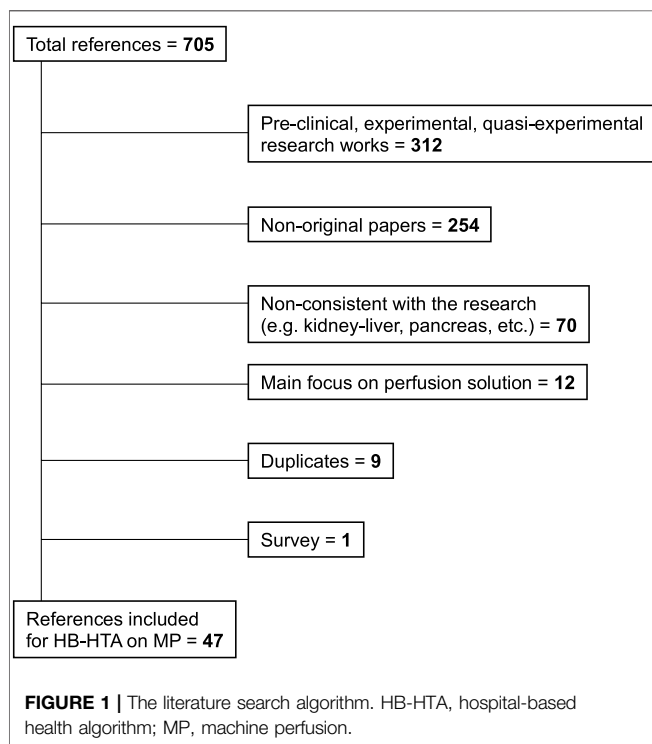 Total references = 705
Pre-clinical, experimental, quasi-experimental
research works = 312
Non-original papers = 254
Non-consistent with the research
(e.g. kidney-liver, pancreas, etc.) = 70
Main focus on perfusion solution = 12
Duplicates = 9
Survey = 1
References included
for HB-HTA on MP = 47
FIGURE 1 | The literature search algorithm. HB-HTA, hospital-based
health algorithm; MP, machine perfusion.